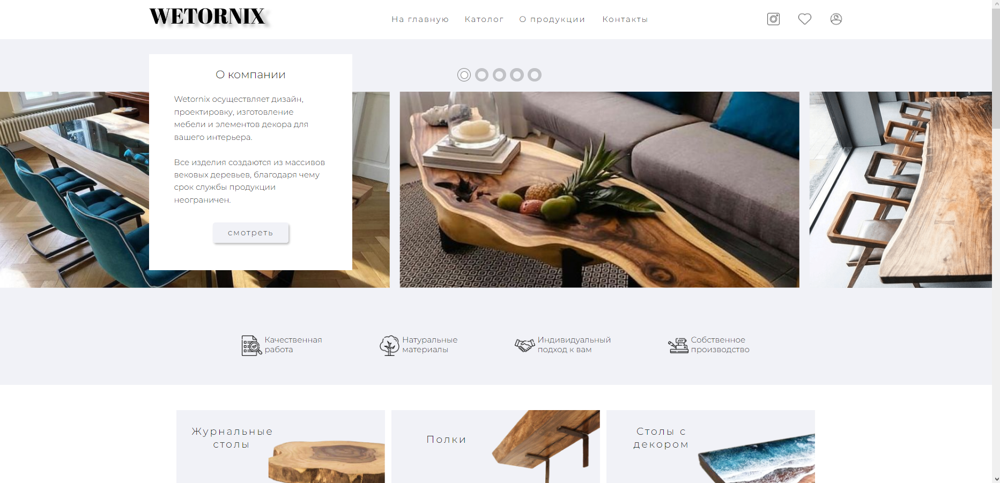 WETORNIX
На главную
Католог
О продукции
Контакты
О компании
Wetornix осуществляет дизайн,
проектировку, изготовление
мебели и элементов декора для
вашего интерьера.
Все изделия создаются из массивов
вековых деревьев, благодаря чему
срок службы продукции
неограничен.
смотреть
Качественная
работа
Натуральные
материалы
Индивидуальный
подход к вам
Собственное
производство
Журнальные
столы
Полки
Столы с
декором